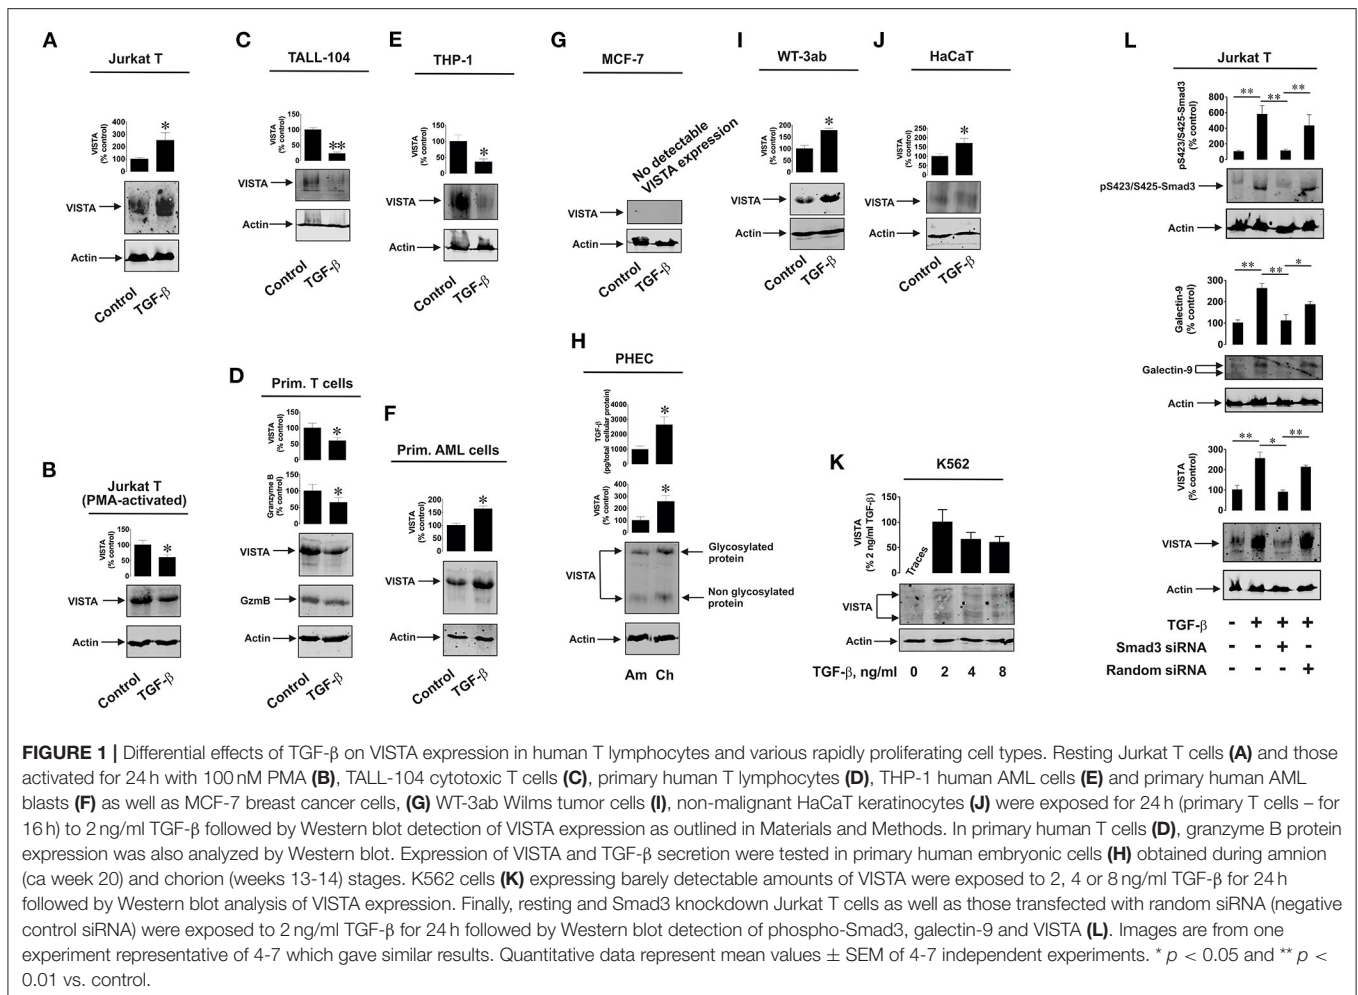 A
Jurkat T
VISTA
(% control)
400
300
200
100
0
*
VISTA
Actin
Control
TGF-β
B
Jurkat T
(PMA-activated)
VISTA
(% control)
150
100
50
0
*
VISTA
Actin
Control
TGF-β
C
TALL-104
VISTA
(% control)
150
100
50
0
**
VISTA
Actin
Control
TGF-β
D
Prim. T cells
VISTA
(% control)
150
100
50
0
*
Granzyme B
(% control)
150
100
50
0
*
VISTA
GzmB
Actin
Control
TGF-β
E
THP-1
VISTA
(% control)
150
100
50
0
*
VISTA
Actin
Control
TGF-β
F
Prim. AML cells
VISTA
(% control)
200
150
100
50
0
*
VISTA
Actin
Control
TGF-β
G
MCF-7
No detectable
VISTA expression
VISTA
Actin
Control
TGF-β
H
PHEC
TGF-β
(pg/total cellular protein)
4000
3000
2000
1000
0
*
VISTA
(% control)
400
300
200
100
0
*
VISTA
Glycosylated
protein
Non glycosylated
protein
Actin
Am Ch
I
WT-3ab
VISTA
(% control)
200
150
100
50
0
*
VISTA
Actin
Control
TGF-β
J
HaCaT
VISTA
(% control)
200
150
100
50
0
*
VISTA
Actin
Control
TGF-β
K
K562
VISTA
(% 2 ng/ml TGF-β)
150
100
50
0
Traces
VISTA
Actin
TGF-β, ng/ml 0 2 4 8
L
Jurkat T
pS423/S425-Smad3
(% control)
800
600
400
200
0
** ** **
pS423/S425-Smad3
Actin
Galectin-9
(% control)
300
200
100
0
** ** *
Galectin-9
Actin
VISTA
(% control)
300
200
100
0
** * **
VISTA
Actin
TGF-β - + + +
Smad3 siRNA - - + -
Random siRNA - - - +
FIGURE 1 | Differential effects of TGF-β on VISTA expression in human T lymphocytes and various rapidly proliferating cell types. Resting Jurkat T cells (A) and those
activated for 24 h with 100 nM PMA (B), TALL-104 cytotoxic T cells (C), primary human T lymphocytes (D), THP-1 human AML cells (E) and primary human AML
blasts (F) as well as MCF-7 breast cancer cells, (G) WT-3ab Wilms tumor cells (I), non-malignant HaCaT keratinocytes (J) were exposed for 24 h (primary T cells – for
16 h) to 2 ng/ml TGF-β followed by Western blot detection of VISTA expression as outlined in Materials and Methods. In primary human T cells (D), granzyme B protein
expression was also analyzed by Western blot. Expression of VISTA and TGF-β secretion were tested in primary human embryonic cells (H) obtained during amnion
(ca week 20) and chorion (weeks 13-14) stages. K562 cells (K) expressing barely detectable amounts of VISTA were exposed to 2, 4 or 8 ng/ml TGF-β for 24 h
followed by Western blot analysis of VISTA expression. Finally, resting and Smad3 knockdown Jurkat T cells as well as those transfected with random siRNA (negative
control siRNA) were exposed to 2 ng/ml TGF-β for 24 h followed by Western blot detection of phospho-Smad3, galectin-9 and VISTA (L). Images are from one
experiment representative of 4-7 which gave similar results. Quantitative data represent mean values ± SEM of 4-7 independent experiments. * p < 0.05 and ** p <
0.01 vs. control.